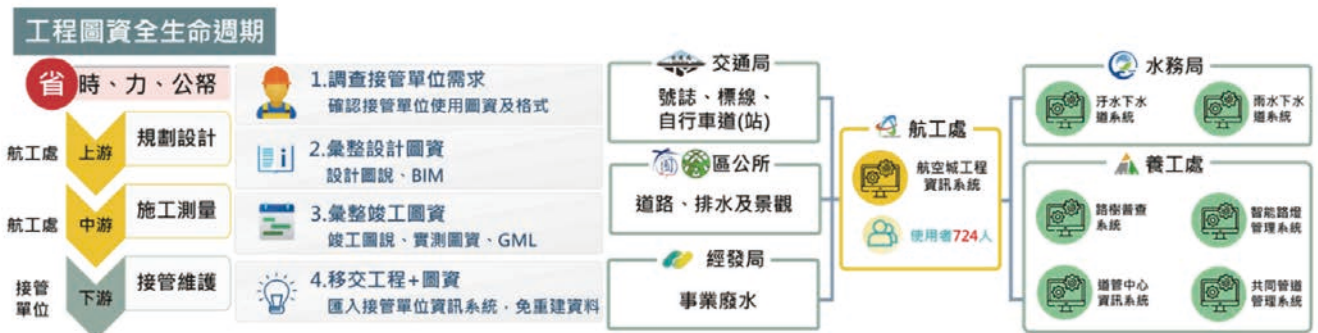 工程圖資全生命週期
省 時、力、公帑
航工處 上游 規劃設計
航工處 中游 施工測量
接管
單位
下游 接管維護
1.調查接管單位需求
確認接管單位使用圖資及格式
2.彙整設計圖資
設計圖說、BIM
3.彙整竣工圖資
竣工圖說、實測圖資、GML
4.移交工程+圖資
匯入接管單位資訊系統，免重建資料
交通局
號誌、標線、
自行車道(站)
區公所
道路、排水及景觀
經發局
事業廢水
航工處
航空城工程
資訊系統
使用者724人
水務局
汙水下水
道系統
雨水下水
道系統
養工處
路樹普查
系統
智能路燈
管理系統
道管中心
資訊系統
共同管道
管理系統